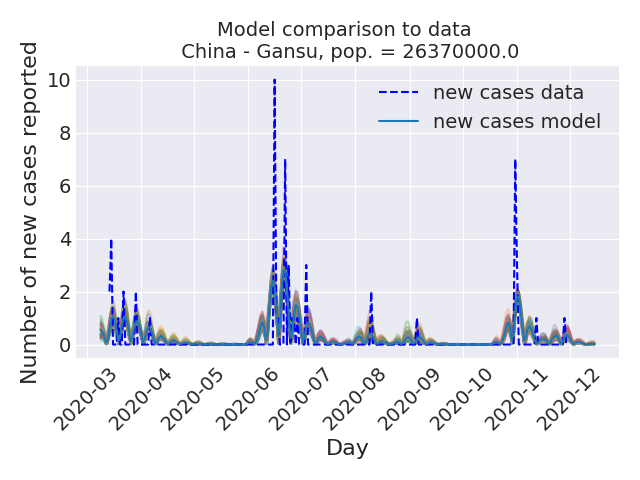 Model comparison to data
China - Gansu, pop. = 26370000.0
Number of new cases reported
10
8
6
4
2
0
new cases data
new cases model
2020-03
2020-04
2020-05
2020-06
2020-07
2020-08
2020-09
2020-10
2020-11
2020-12
Day